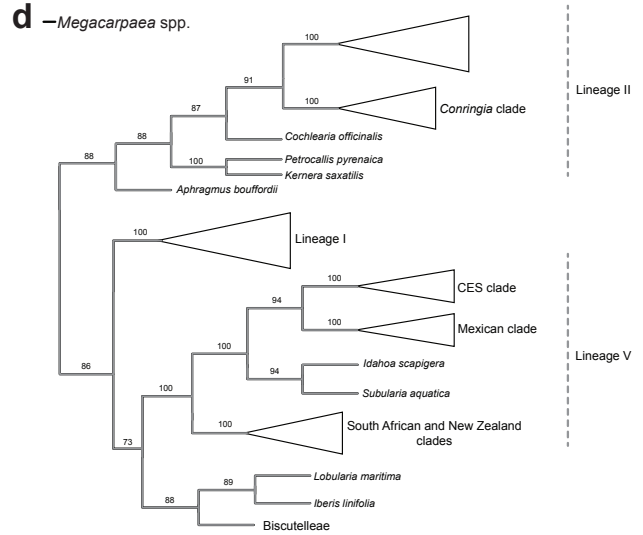 d –Megacarpaea spp.
100
91
100
Conringia clade
Lineage II
87
Cochlearia officinalis
88
100
Petrocallis pyrenaica
Kernera saxatilis
88
Aphragmus bouffordii
100
Lineage I
100
CES clade
94
100
Mexican clade
100
94
Idahoa scapigera
Subularia aquatica
Lineage V
86
100
100
South African and New Zealand
clades
73
89
Lobularia maritima
88
Iberis linifolia
Biscutelleae